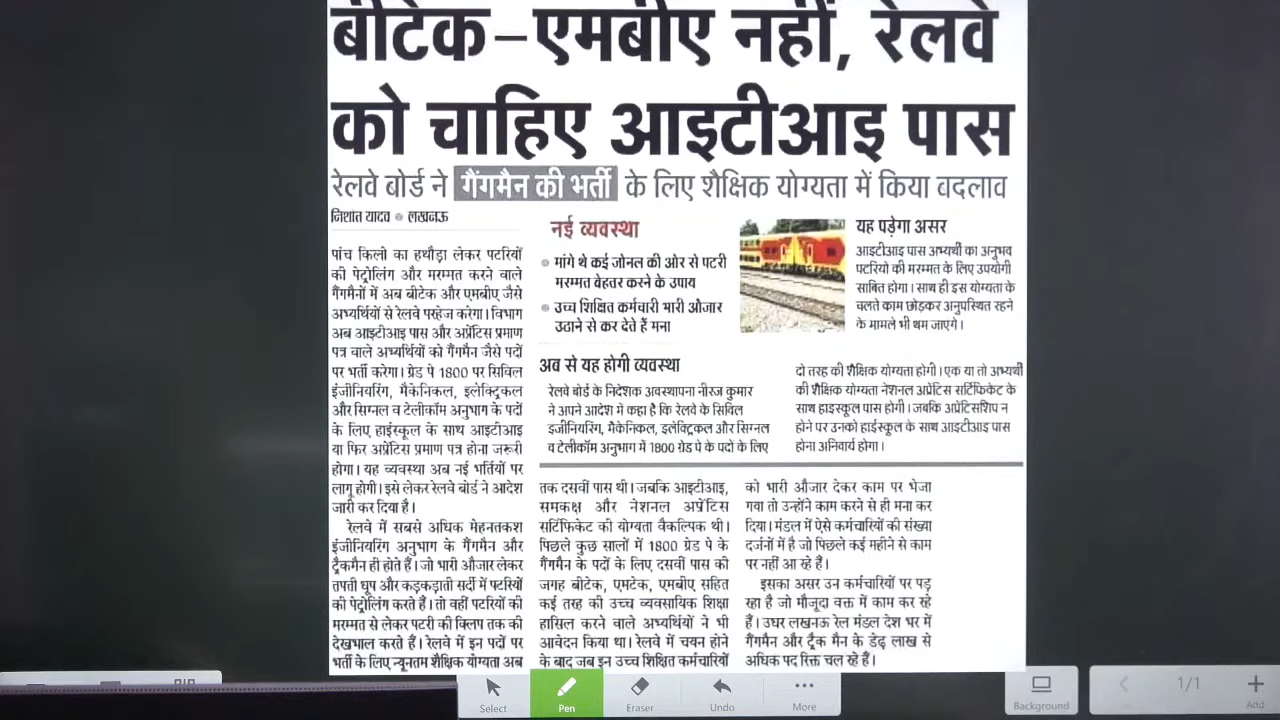 बीटेक–एमबीए नहीं, रेलवे
को चाहिए आइटीआइ पास
रेलवे बोर्ड ने गैंगमैन की भर्ती के लिए शैक्षिक योग्यता में किया बदलाव
निशांत यादव ● लखनऊ
पांच किलो का हथौड़ा लेकर पटरियों
की पेट्रोलिंग और मरम्मत करने वाले
गैंगमैनों में अब बीटेक और एमबीए जैसे
अभ्यर्थियों से रेलवे परहेज करेगा। विभाग
अब आइटीआइ पास और अप्रेंटिस प्रमाण
पत्र वाले अभ्यर्थियों को गैंगमैन जैसे पदों
पर भर्ती करेगा। ग्रेड पे 1800 पर सिविल
इंजीनियरिंग, मैकेनिकल, इलेक्ट्रिकल
और सिग्नल व टेलीकॉम अनुभाग के पदों
के लिए हाईस्कूल के साथ आइटीआइ
या फिर अप्रेंटिस प्रमाण पत्र होना जरूरी
होगा। यह व्यवस्था अब नई भर्तियों पर
लागू होगी। इसे लेकर रेलवे बोर्ड ने आदेश
जारी कर दिया है।
रेलवे में सबसे अधिक मेहनतकश
इंजीनियरिंग अनुभाग के गैंगमैन और
ट्रैकमैन ही होते हैं। जो भारी औजार लेकर
तपती धूप और कड़कड़ाती सर्दी में पटरियों
की पेट्रोलिंग करते हैं। तो वहीं पटरियों की
मरम्मत से लेकर पटरी की क्लिप तक की
देखभाल करते हैं। रेलवे में इन पदों पर
भर्ती के लिए न्यूनतम शैक्षिक योग्यता अब
नई व्यवस्था
● मांगे थे कई जोनल की ओर से पटरी
मरम्मत बेहतर करने के उपाय
● उच्च शिक्षित कर्मचारी भारी औजार
उठाने से कर देते हैं मना
यह पड़ेगा असर
आइटीआइ पास अभ्यर्थी का अनुभव
पटरियो की मरम्मत के लिए उपयोगी
साबित होगा। साथ ही इस योग्यता के
चलते काम छोड़कर अनुपस्थित रहने
के मामले भी थम जाएंगे।
अब से यह होगी व्यवस्था
रेलवे बोर्ड के निदेशक अवस्थापना नीरज कुमार
ने अपने आदेश में कहा है कि रेलवे के सिविल
इंजीनियरिंग, मैकेनिकल, इलेक्ट्रिकल और सिग्नल
व टेलीकॉम अनुभाग में 1800 ग्रेड पे के पदों के लिए
दो तरह की शैक्षिक योग्यता होगी। एक या तो अभ्यर्थी
की शैक्षिक योग्यता नेशनल अप्रेंटिस सर्टिफिकेट के
साथ हाइस्कूल पास होगी। जबकि अप्रेंटिसशिप न
होने पर उनको हाईस्कूल के साथ आइटीआइ पास
होना अनिवार्य होगा।
तक दसवीं पास थी। जबकि आइटीआइ,
समकक्ष और नेशनल अप्रेंटिस
सर्टिफिकेट की योग्यता वैकल्पिक थी।
पिछले कुछ सालों में 1800 ग्रेड पे के
गैंगमैन के पदों के लिए दसवीं पास की
जगह बीटेक, एमटेक, एमबीए सहित
कई तरह की उच्च व्यवसायिक शिक्षा
हासिल करने वाले अभ्यर्थियों ने भी
आवेदन किया था। रेलवे में चयन होने
के बाद जब इन उच्च शिक्षित कर्मचारियों
को भारी औजार देकर काम पर भेजा
गया तो उन्होंने काम करने से ही मना कर
दिया। मंडल में ऐसे कर्मचारियों की संख्या
दर्जनों में है जो पिछले कई महीने से काम
पर नहीं आ रहे हैं।
इसका असर उन कर्मचारियों पर पड़
रहा है जो मौजूदा वक्त में काम कर रहे
हैं। उधर लखनऊ रेल मंडल देश भर में
गैंगमैन और ट्रैक मैन के डेढ़ लाख से
अधिक पद रिक्त चल रहे हैं।
Select
Pen
Eraser
Undo
More
Background
1/1
Add